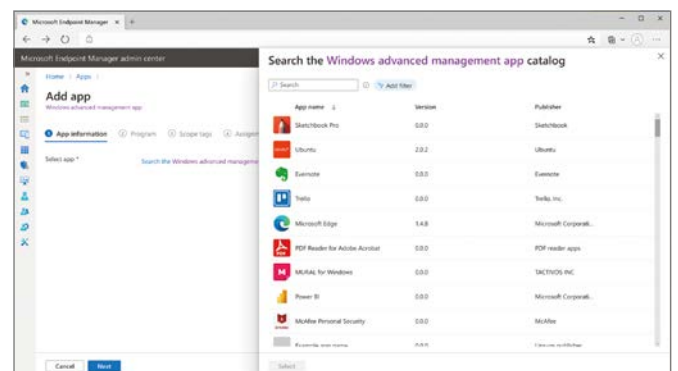 Microsoft Endpoint Manager
Microsoft Endpoint Manager admin center
Home
Apps
Add app
Windows advanced management app
App information
Program
Scope tags
Select app *
Search the Windows advanced manageme
Cancel
Next
Search the Windows advanced management app catalog
Search
Add filter
App name ↓ Version Publisher
Sketchbook Pro 0.0.0 Sketchbook
Ubuntu 2.0.2 Ubuntu
Evernote 0.0.0 Evernote
Trello 0.0.0 Trello, Inc.
Microsoft Edge 1.4.8 Microsoft Corporati..
PDF Reader for Adobe Acrobat 0.0.0 PDF reader apps
MURAL for Windows 0.0.0 TACTIVOS INC
Power BI 0.0.0 Microsoft Corporati..
McAfee Personal Security 0.0.0 McAfee
Select